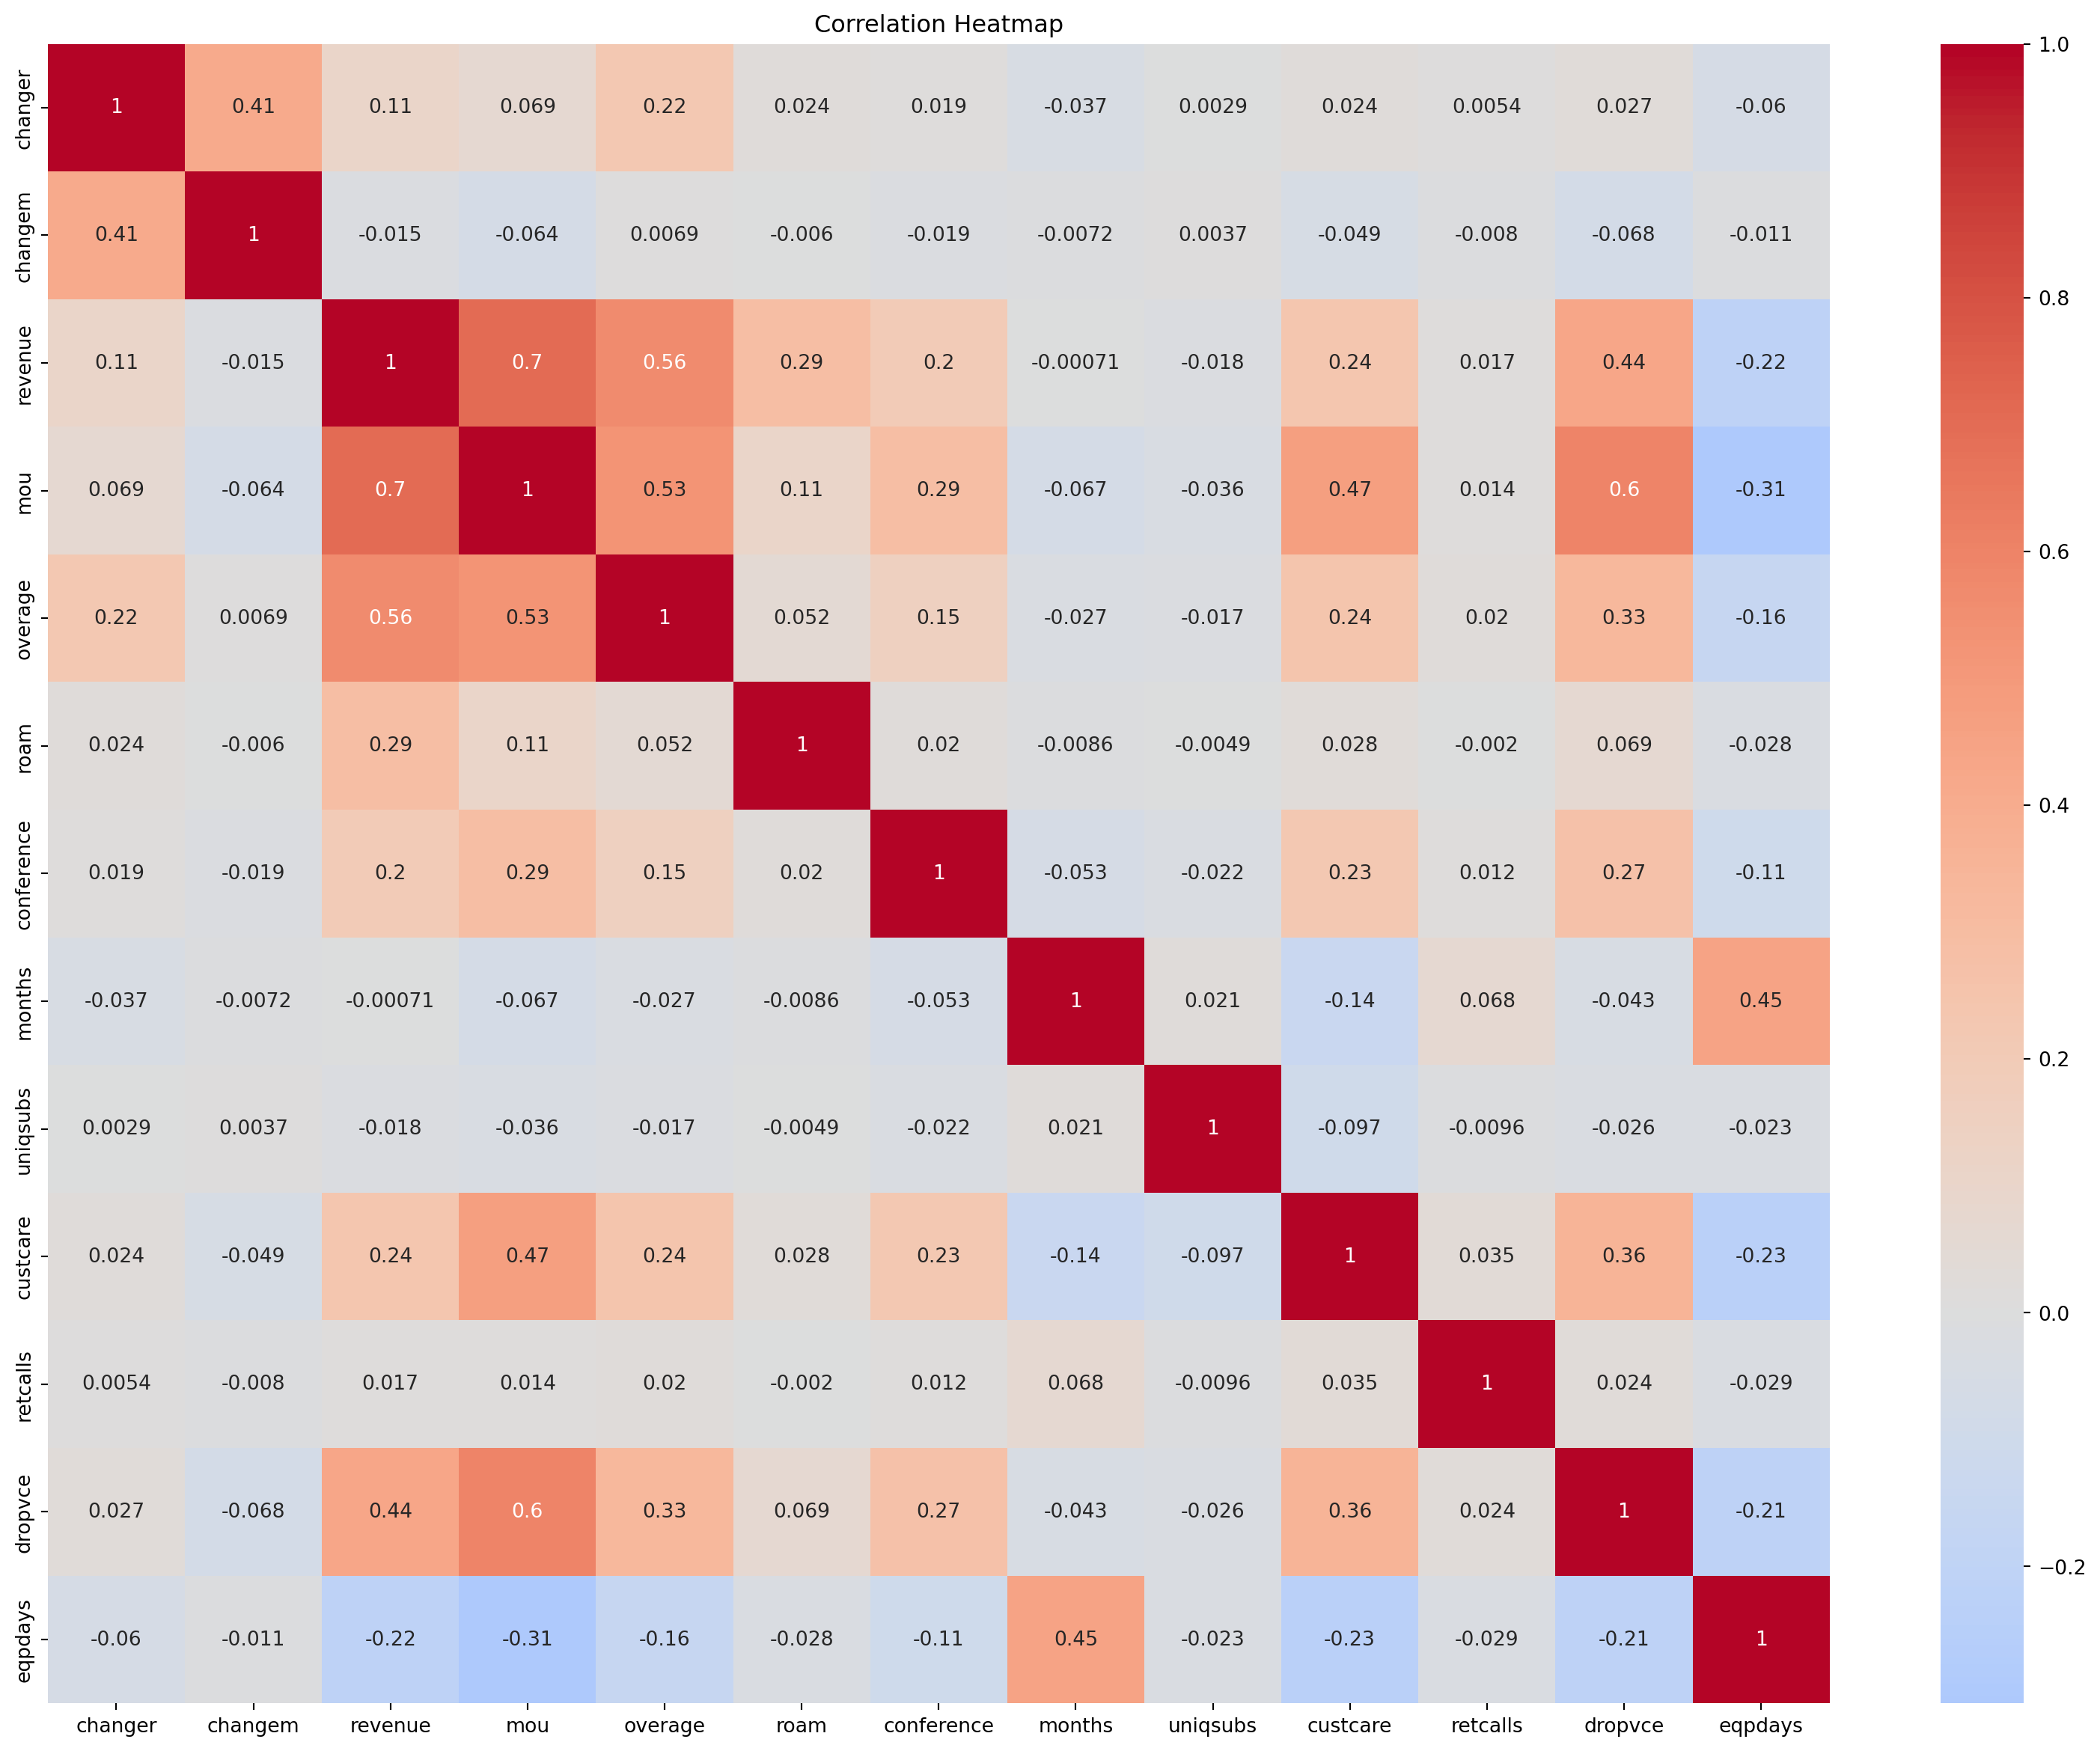 Correlation Heatmap
changer 1 0.41 0.11 0.069 0.22 0.024 0.019 -0.037 0.0029 0.024 0.0054 0.027 -0.06
changem 0.41 1 -0.015 -0.064 0.0069 -0.006 -0.019 -0.0072 0.0037 -0.049 -0.008 -0.068 -0.011
revenue 0.11 -0.015 1 0.7 0.56 0.29 0.2 -0.00071 -0.018 0.24 0.017 0.44 -0.22
mou 0.069 -0.064 0.7 1 0.53 0.11 0.29 -0.067 -0.036 0.47 0.014 0.6 -0.31
overage 0.22 0.0069 0.56 0.53 1 0.052 0.15 -0.027 -0.017 0.24 0.02 0.33 -0.16
roam 0.024 -0.006 0.29 0.11 0.052 1 0.02 -0.0086 -0.0049 0.028 -0.002 0.069 -0.028
conference 0.019 -0.019 0.2 0.29 0.15 0.02 1 -0.053 -0.022 0.23 0.012 0.27 -0.11
months -0.037 -0.0072 -0.00071 -0.067 -0.027 -0.0086 -0.053 1 0.021 -0.14 0.068 -0.043 0.45
uniqsubs 0.0029 0.0037 -0.018 -0.036 -0.017 -0.0049 -0.022 0.021 1 -0.097 -0.0096 -0.026 -0.023
custcare 0.024 -0.049 0.24 0.47 0.24 0.028 0.23 -0.14 -0.097 1 0.035 0.36 -0.23
retcalls 0.0054 -0.008 0.017 0.014 0.02 -0.002 0.012 0.068 -0.0096 0.035 1 0.024 -0.029
dropvce 0.027 -0.068 0.44 0.6 0.33 0.069 0.27 -0.043 -0.026 0.36 0.024 1 -0.21
eqpdays -0.06 -0.011 -0.22 -0.31 -0.16 -0.028 -0.11 0.45 -0.023 -0.23 -0.029 -0.21 1
changer changem revenue mou overage roam conference months uniqsubs custcare retcalls dropvce eqpdays
1.0
0.8
0.6
0.4
0.2
0.0
−0.2